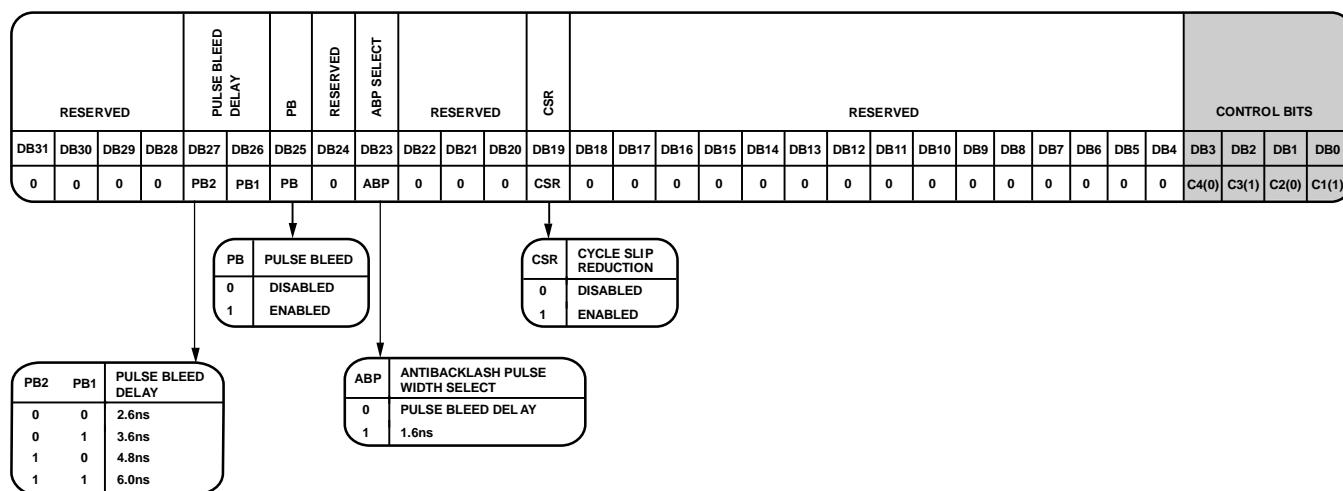 RESERVED PULSE BLEED DELAY PB RESERVED ABP SELECT RESERVED CSR RESERVED CONTROL BITS
DB31 DB30 DB29 DB28 DB27 DB26 DB25 DB24 DB23 DB22 DB21 DB20 DB19 DB18 DB17 DB16 DB15 DB14 DB13 DB12 DB11 DB10 DB9 DB8 DB7 DB6 DB5 DB4 DB3 DB2 DB1 DB0
0 0 0 0 PB2 PB1 PB 0 ABP 0 0 0 CSR 0 0 0 0 0 0 0 0 0 0 0 0 0 0 0 C4(0) C3(1) C2(0) C1(1)
PB PULSE BLEED
0 DISABLED
1 ENABLED
CSR CYCLE SLIP
REDUCTION
0 DISABLED
1 ENABLED
PB2 PB1 PULSE BLEED
DELAY
0 0 2.6ns
0 1 3.6ns
1 0 4.8ns
1 1 6.0ns
ABP ANTIBACKLASH PULSE
WIDTH SELECT
0 PULSE BLEED DELAY
1 1.6ns